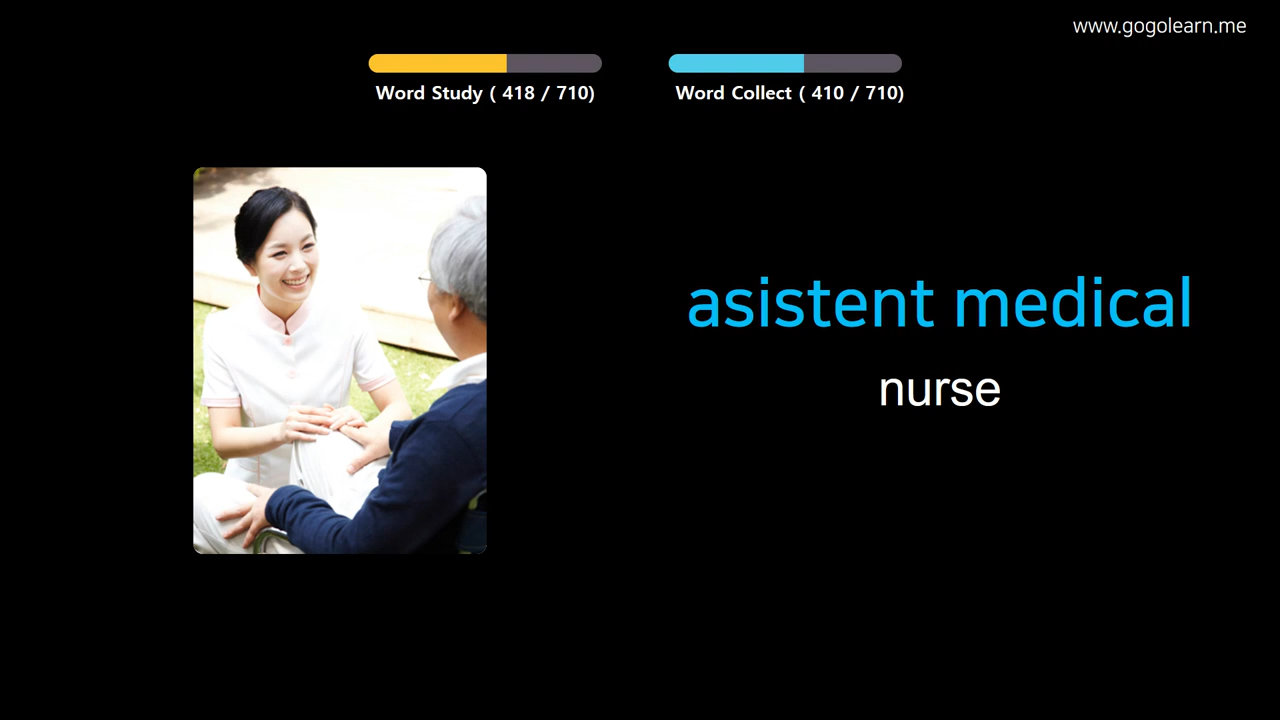 www.gogolearn.me
Word Study ( 418 / 710)
Word Collect ( 410 / 710)
asistent medical
nurse